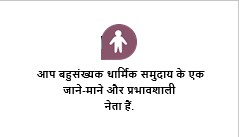 आप बहुसंख्यक धार्मिक समुदाय के एक
जाने-माने और प्रभावशाली
नेता हैं.